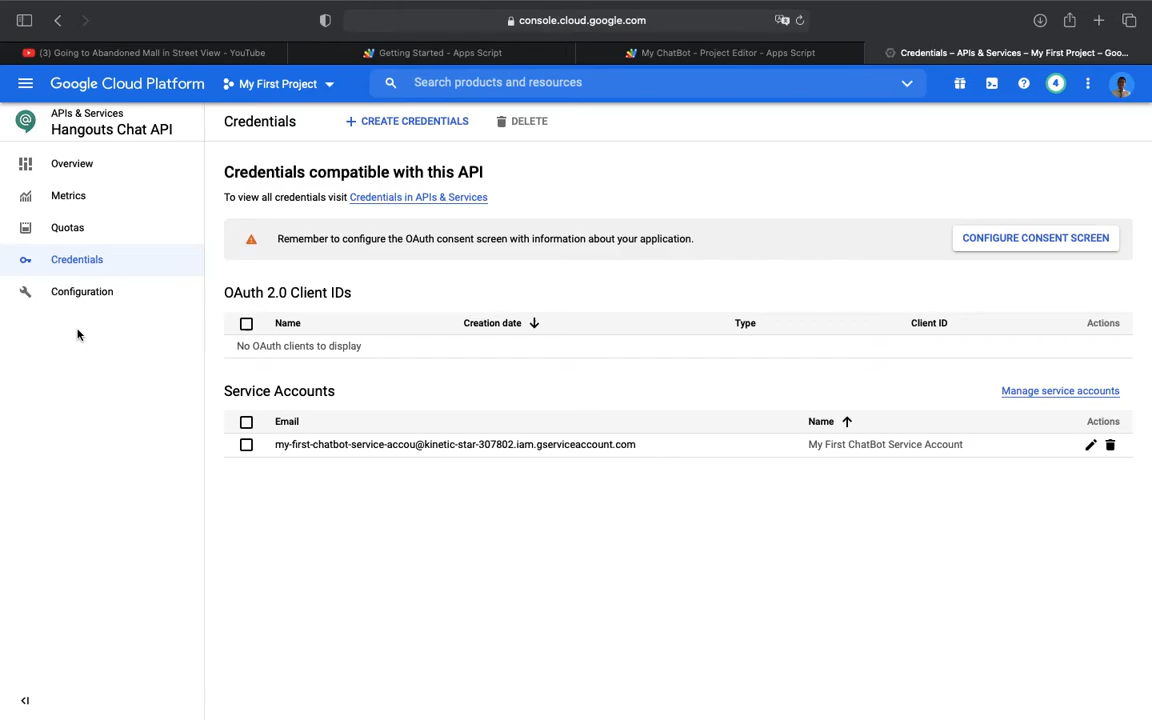 console.cloud.google.com
(3) Going to Abandoned Mall in Street View - YouTube
Getting Started - Apps Script
My ChatBot - Project Editor - Apps Script
Credentials – APIs & Services – My First Project – Goo...
Google Cloud Platform
My First Project
Search products and resources
4
APIs & Services
Hangouts Chat API
Credentials
+ CREATE CREDENTIALS
DELETE
Overview
Metrics
Quotas
Credentials
Configuration
Credentials compatible with this API
To view all credentials visit Credentials in APIs & Services
Remember to configure the OAuth consent screen with information about your application.
CONFIGURE CONSENT SCREEN
OAuth 2.0 Client IDs
Name Creation date Type Client ID Actions
No OAuth clients to display
Service Accounts
Manage service accounts
Email Name Actions
my-first-chatbot-service-accou@kinetic-star-307802.iam.gserviceaccount.com My First ChatBot Service Account